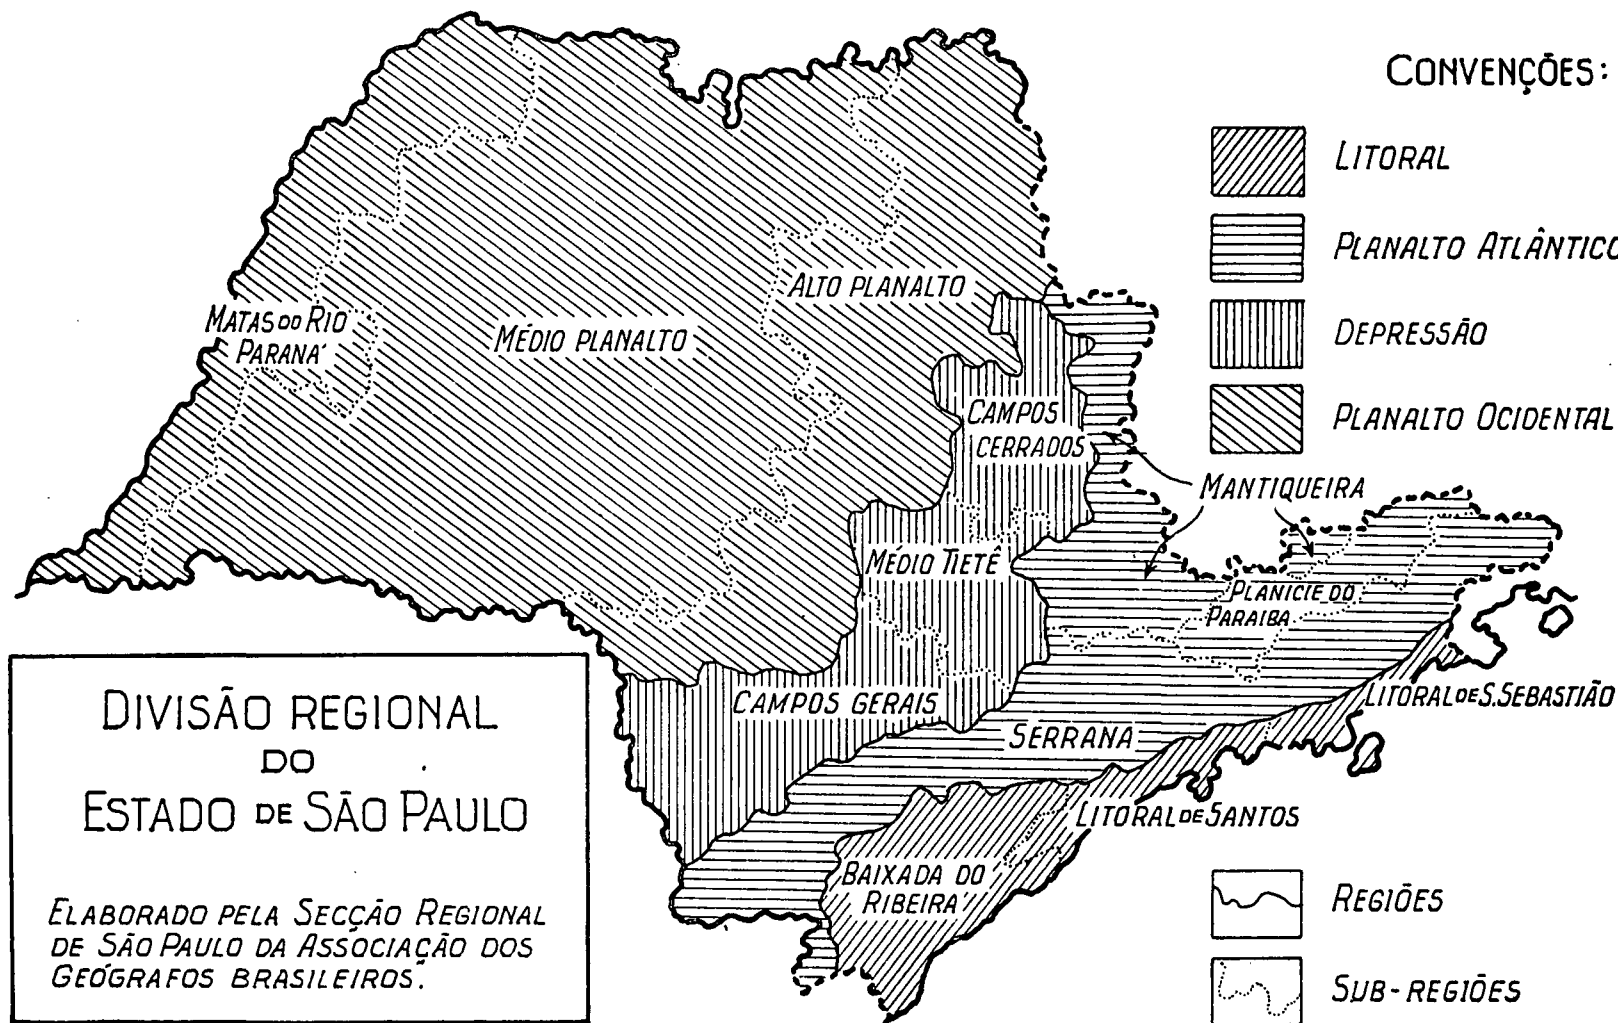 CONVENÇÕES:
LITORAL
PLANALTO ATLÂNTICO
DEPRESSÃO
PLANALTO OCIDENTAL
ALTO PLANALTO
MATAS DO RIO
PARANÁ
MÉDIO PLANALTO
CAMPOS
CERRADOS
MANTIQUEIRA
MÉDIO TIETÊ
PLANICIE DO
PARAIBA
CAMPOS GERAIS
SERRANA
LITORAL DE S. SEBASTIÃO
LITORAL DE SANTOS
BAIXADA DO
RIBEIRA
DIVISÃO REGIONAL
DO
ESTADO DE SÃO PAULO
ELABORADO PELA SECÇÃO REGIONAL
DE SÃO PAULO DA ASSOCIAÇÃO DOS
GEÓGRAFOS BRASILEIROS.
REGIÕES
SUB-REGIÕES